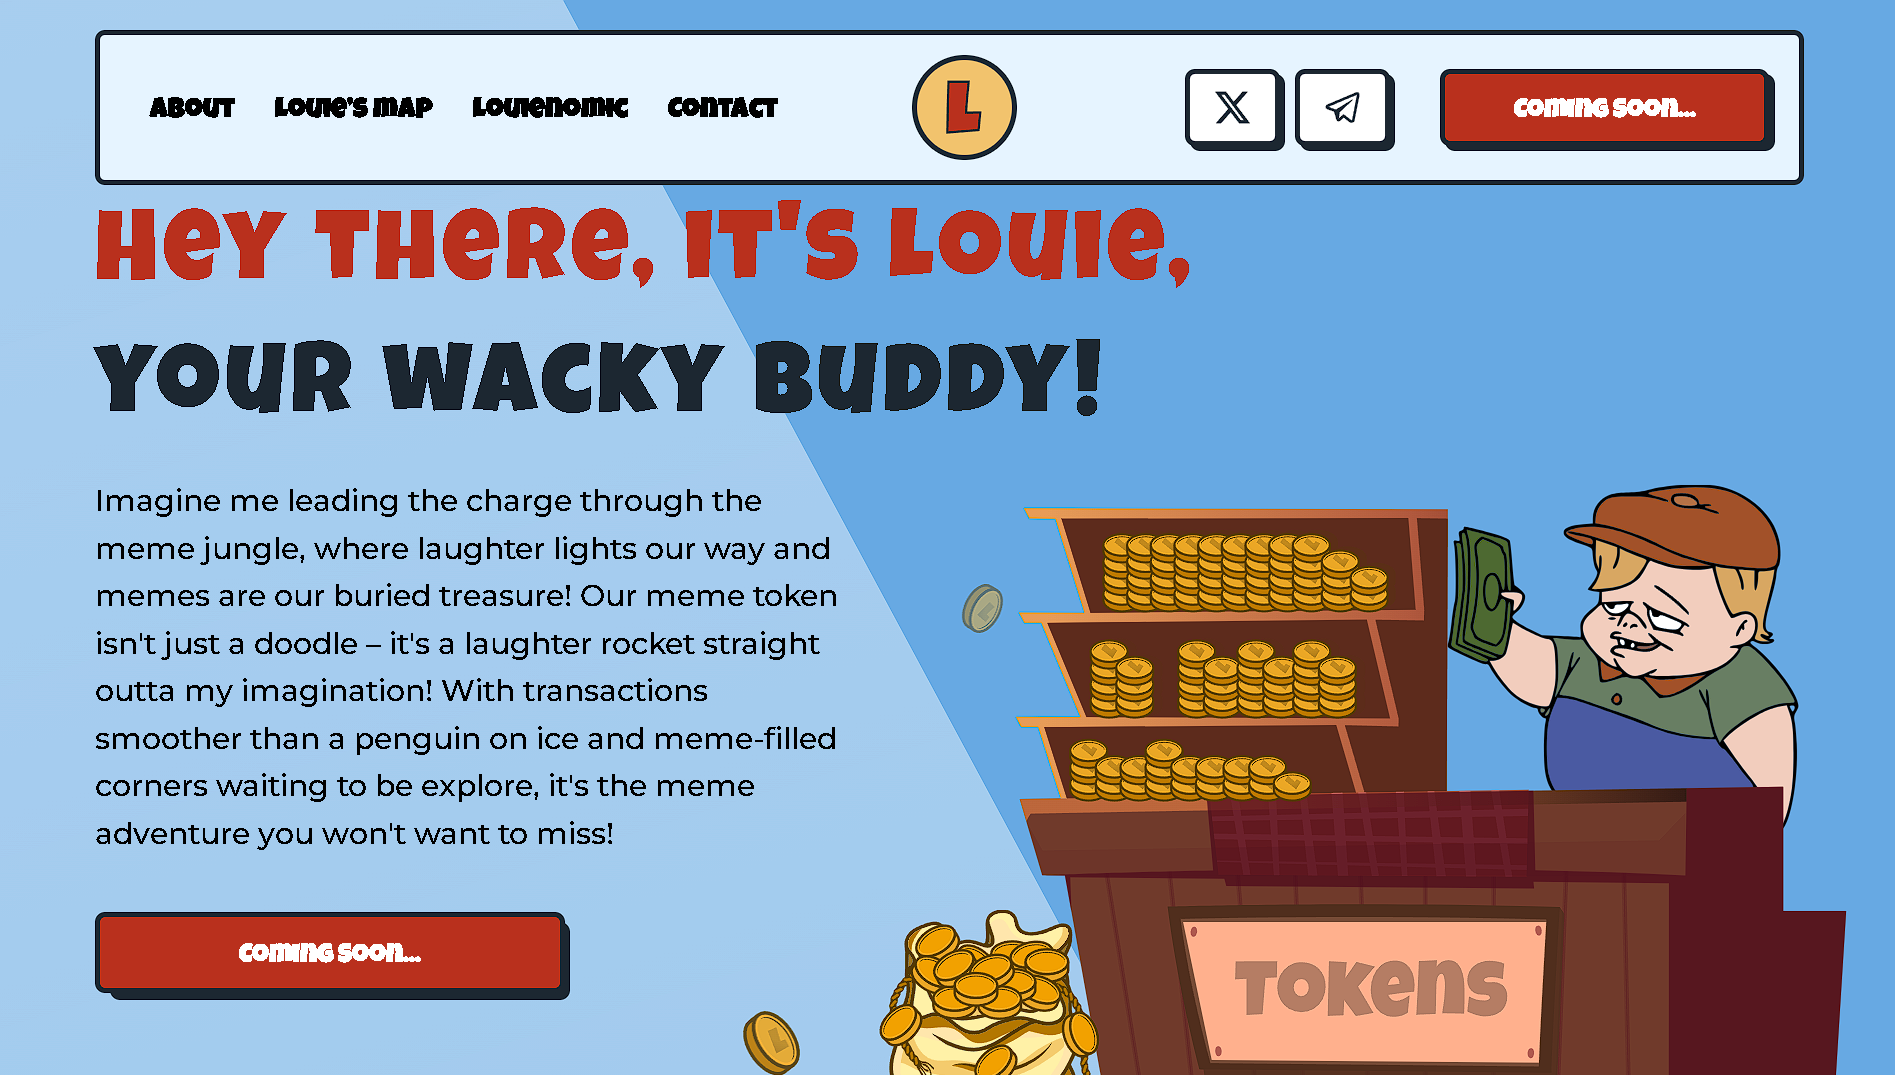 ABOUT
LOUIE'S MAP
LOUIENOMIC
CONTACT
L
COMING SOON...
HEY THERE, IT'S LOUIE,
YOUR WACKY BUDDY!
Imagine me leading the charge through the
meme jungle, where laughter lights our way and
memes are our buried treasure! Our meme token
isn't just a doodle – it's a laughter rocket straight
outta my imagination! With transactions
smoother than a penguin on ice and meme-filled
corners waiting to be explore, it's the meme
adventure you won't want to miss!
COMING SOON...
TOKENS